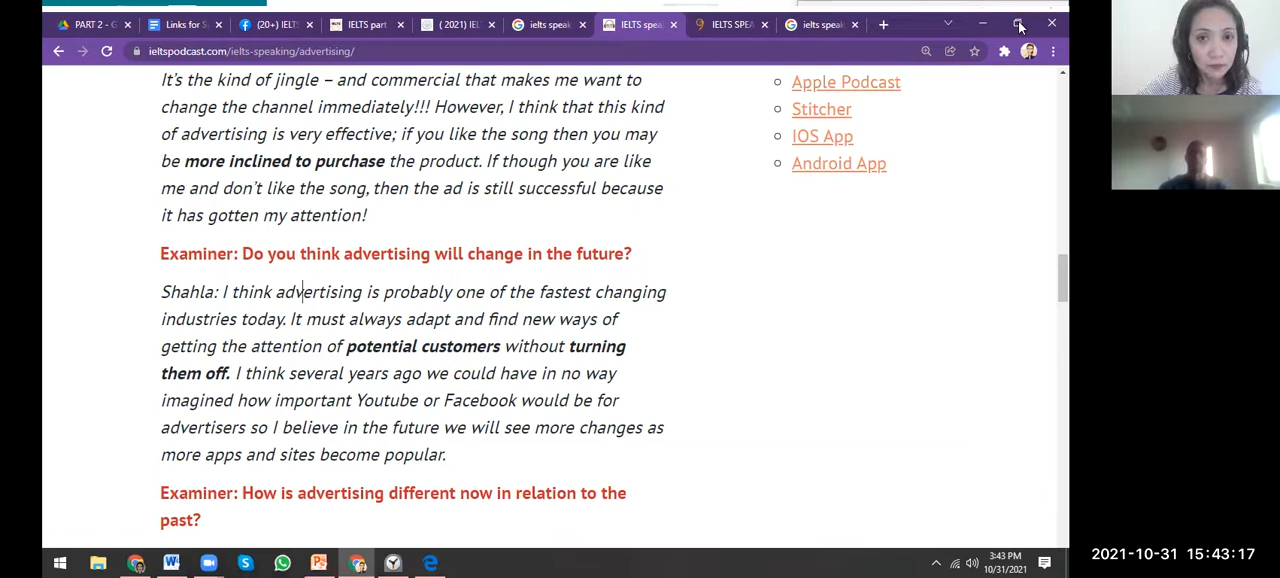 PART 2 - G
Links for S
(20+) IELT
IELTS part
( 2021) IEL
ielts speak
IELTS spea
IELTS SPEA
ielts speak
ieltspodcast.com/ielts-speaking/advertising/
It's the kind of jingle – and commercial that makes me want to
change the channel immediately!!! However, I think that this kind
of advertising is very effective; if you like the song then you may
be more inclined to purchase the product. If though you are like
me and don't like the song, then the ad is still successful because
it has gotten my attention!
Apple Podcast
Stitcher
IOS App
Android App
Examiner: Do you think advertising will change in the future?
Shahla: I think advertising is probably one of the fastest changing
industries today. It must always adapt and find new ways of
getting the attention of potential customers without turning
them off. I think several years ago we could have in no way
imagined how important Youtube or Facebook would be for
advertisers so I believe in the future we will see more changes as
more apps and sites become popular.
Examiner: How is advertising different now in relation to the
past?
3:43 PM
10/31/2021
2021-10-31 15:43:17